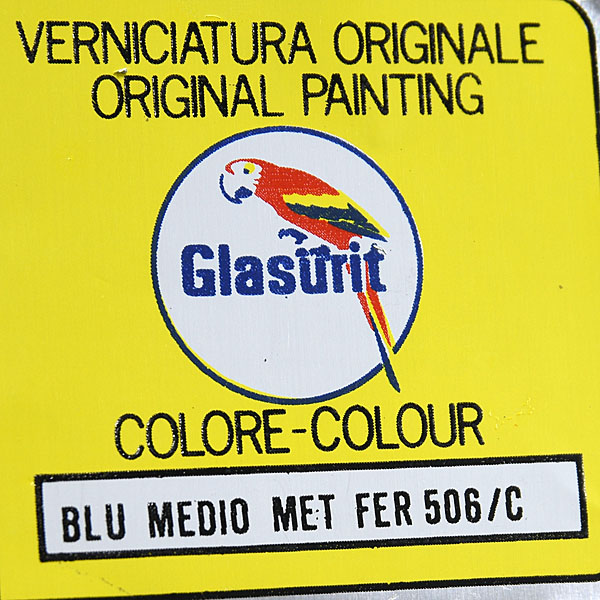 VERNICIATURA ORIGINALE
ORIGINAL PAINTING
Glasurit
COLORE-COLOUR
BLU MEDIO MET FER 506/C